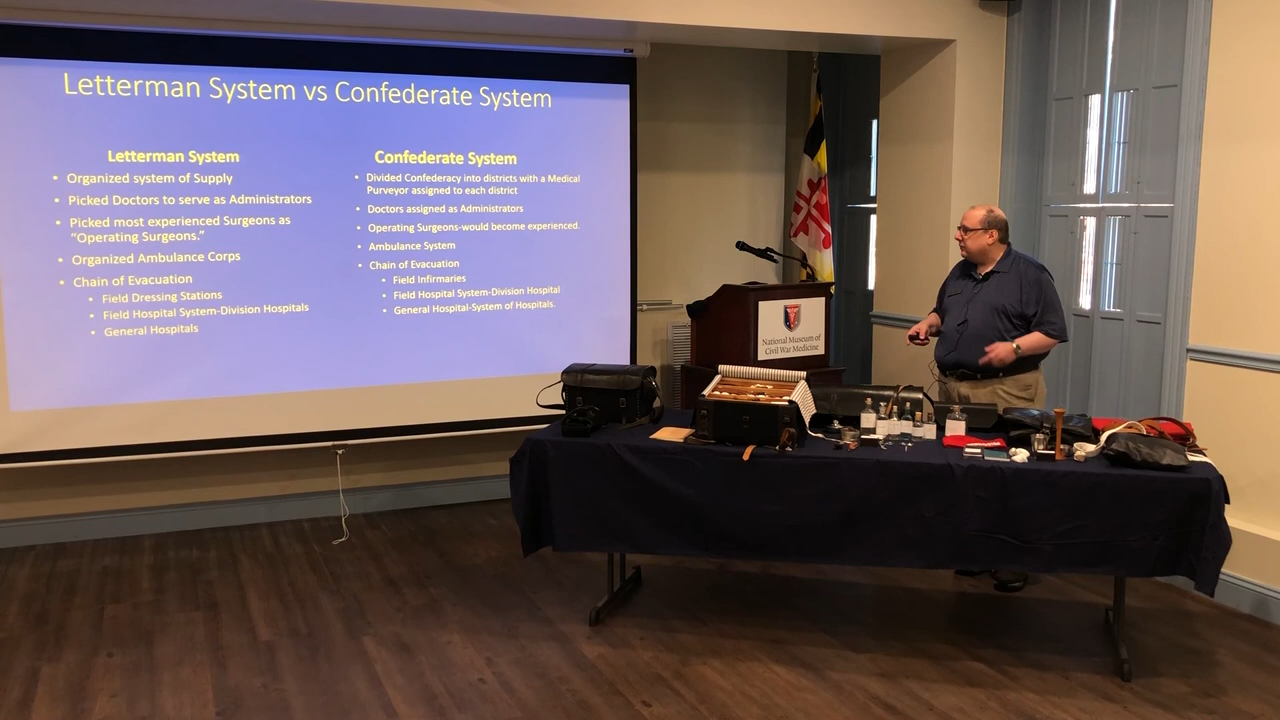 Letterman System vs Confederate System
Letterman System
• Organized system of Supply
• Picked Doctors to serve as Administrators
• Picked most experienced Surgeons as
"Operating Surgeons."
• Organized Ambulance Corps
• Chain of Evacuation
• Field Dressing Stations
• Field Hospital System-Division Hospitals
• General Hospitals
Confederate System
• Divided Confederacy into districts with a Medical
Purveyor assigned to each district
• Doctors assigned as Administrators
• Operating Surgeons-would become experienced.
• Ambulance System
• Chain of Evacuation
• Field Infirmaries
• Field Hospital System-Division Hospital
• General Hospital-System of Hospitals.
National Museum of
Civil War Medicine